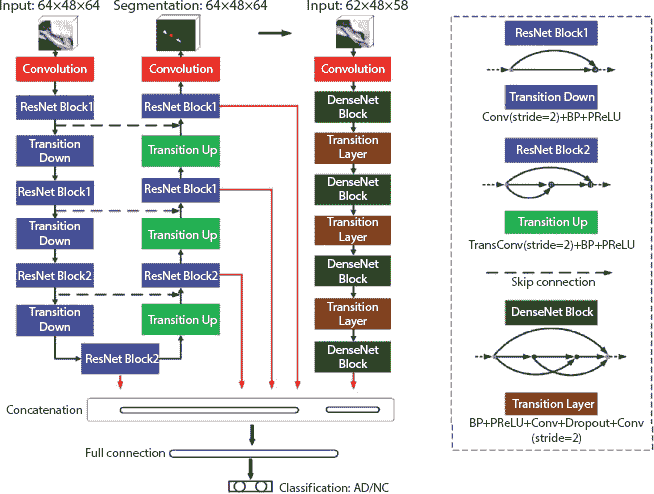 Input: 64×48×64
Segmentation: 64×48×64
Input: 62×48×58
Convolution
ResNet Block1
Transition
Down
ResNet Block1
Transition
Down
ResNet Block2
Transition
Down
ResNet Block2
Convolution
ResNet Block1
Transition Up
ResNet Block1
Transition Up
ResNet Block2
Transition Up
Convolution
DenseNet
Block
Transition
Layer
DenseNet
Block
Transition
Layer
DenseNet
Block
Transition
Layer
DenseNet
Block
Concatenation
Full connection
Classification: AD/NC
ResNet Block1
Transition Down
Conv(stride=2)+BP+PReLU
ResNet Block2
Transition Up
TransConv(stride=2)+BP+PReLU
Skip connection
DenseNet Block
Transition Layer
BP+PReLU+Conv+Dropout+Conv
(stride=2)